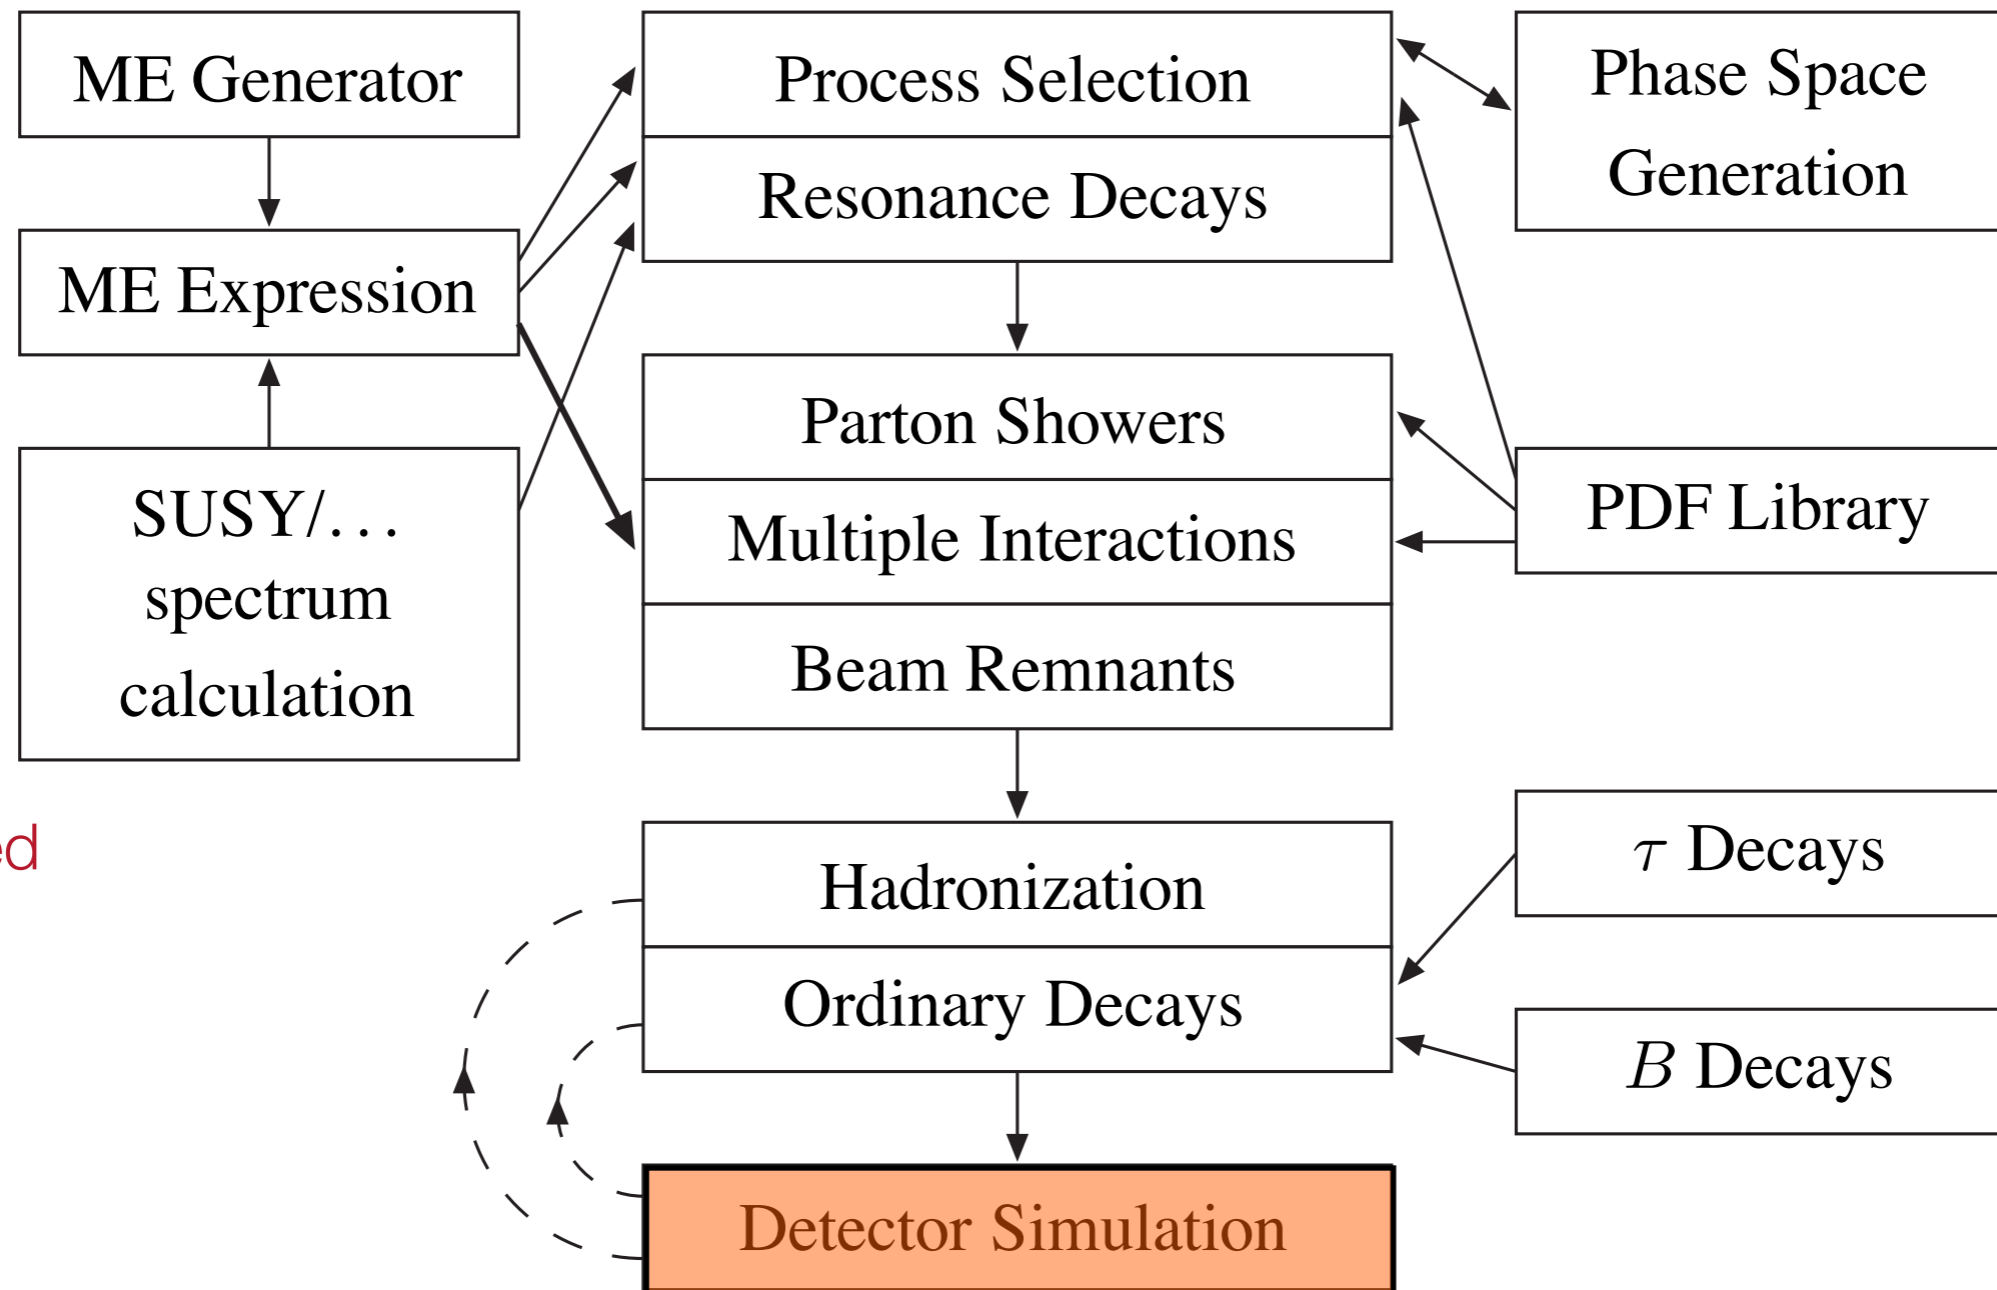 ME Generator
ME Expression
SUSY/…
spectrum
calculation
Process Selection
Resonance Decays
Parton Showers
Multiple Interactions
Beam Remnants
Hadronization
Ordinary Decays
Detector Simulation
Phase Space
Generation
PDF Library
τ Decays
B Decays